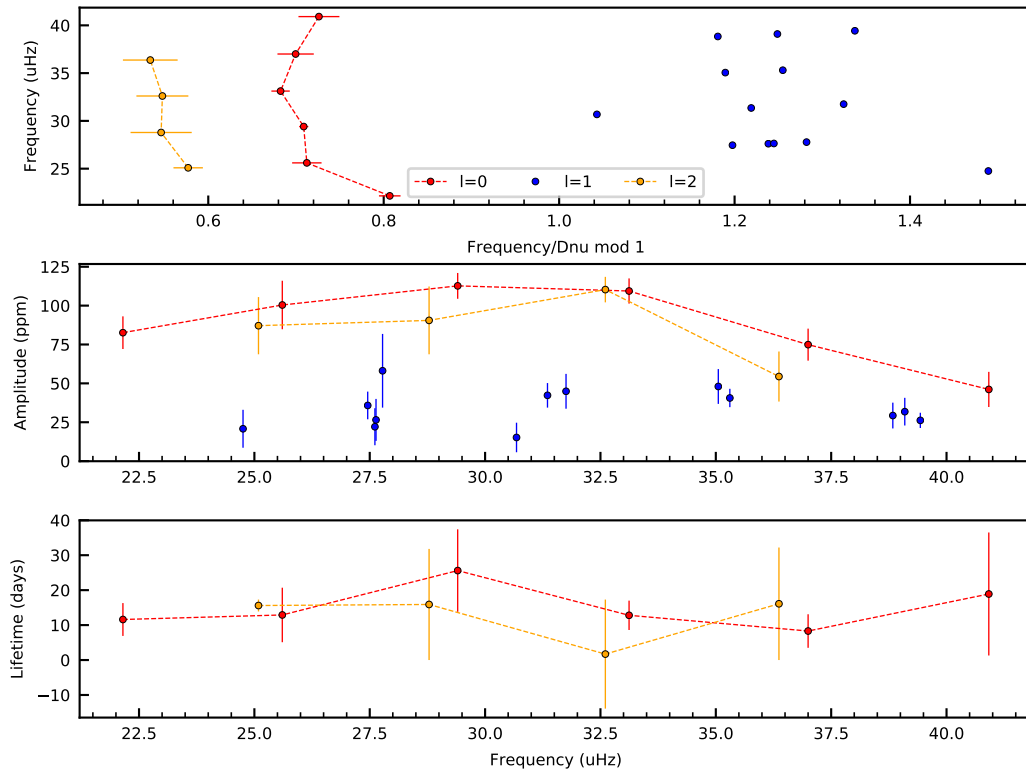 40
35
30
25
Frequency (uHz)
l=0 l=1 l=2
0.6 0.8 1.0 1.2 1.4
Frequency/Dnu mod 1
125
100
75
50
25
0
Amplitude (ppm)
22.5 25.0 27.5 30.0 32.5 35.0 37.5 40.0
40
30
20
10
0
−10
Lifetime (days)
22.5 25.0 27.5 30.0 32.5 35.0 37.5 40.0
Frequency (uHz)